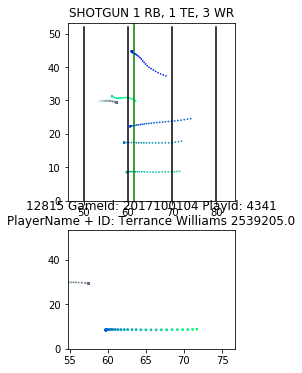 SHOTGUN 1 RB, 1 TE, 3 WR
50
40
30
20
10
0
50 60 70 80
GameId: 2017100104 PlayId: 4341
PlayerName + ID: Terrance Williams 2539205.0
40
20
0
55 60 65 70 75